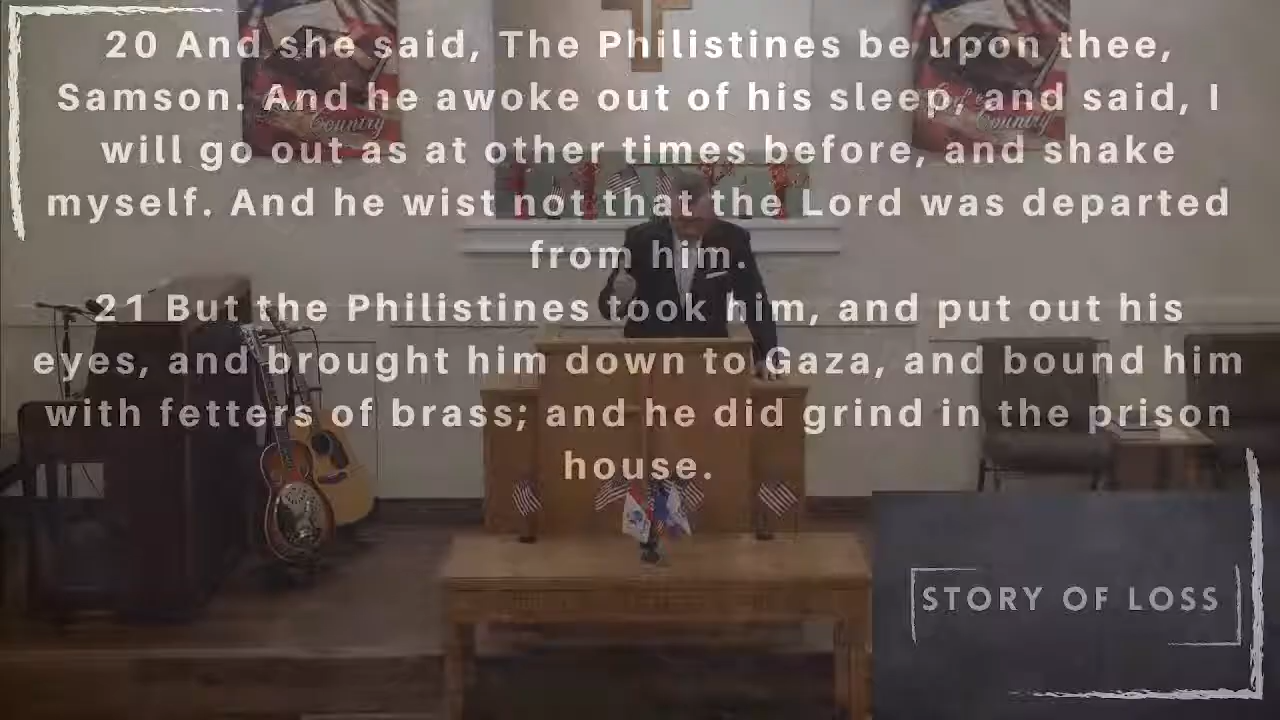 20 And she said, The Philistines be upon thee,
Samson. And he awoke out of his sleep, and said, I
will go out as at other times before, and shake
myself. And he wist not that the Lord was departed
from him.
21 But the Philistines took him, and put out his
eyes, and brought him down to Gaza, and bound him
with fetters of brass; and he did grind in the prison
house.
Country
Country
STORY OF LOSS